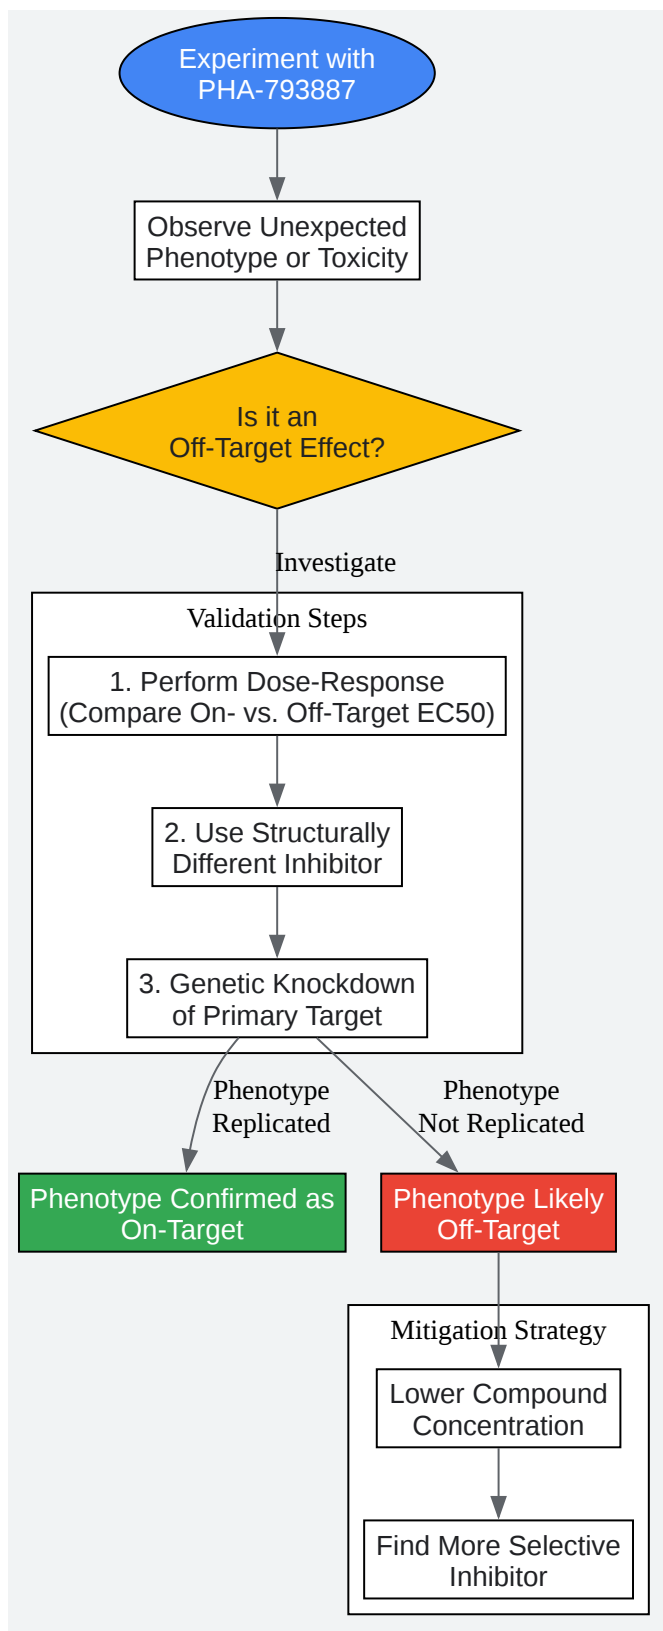 Experiment with
PHA-793887
Observe Unexpected
Phenotype or Toxicity
Is it an
Off-Target Effect?
Investigate
Validation Steps
1. Perform Dose-Response
(Compare On- vs. Off-Target EC50)
2. Use Structurally
Different Inhibitor
3. Genetic Knockdown
of Primary Target
Phenotype
Replicated
Phenotype
Not Replicated
Phenotype Confirmed as
On-Target
Phenotype Likely
Off-Target
Mitigation Strategy
Lower Compound
Concentration
Find More Selective
Inhibitor